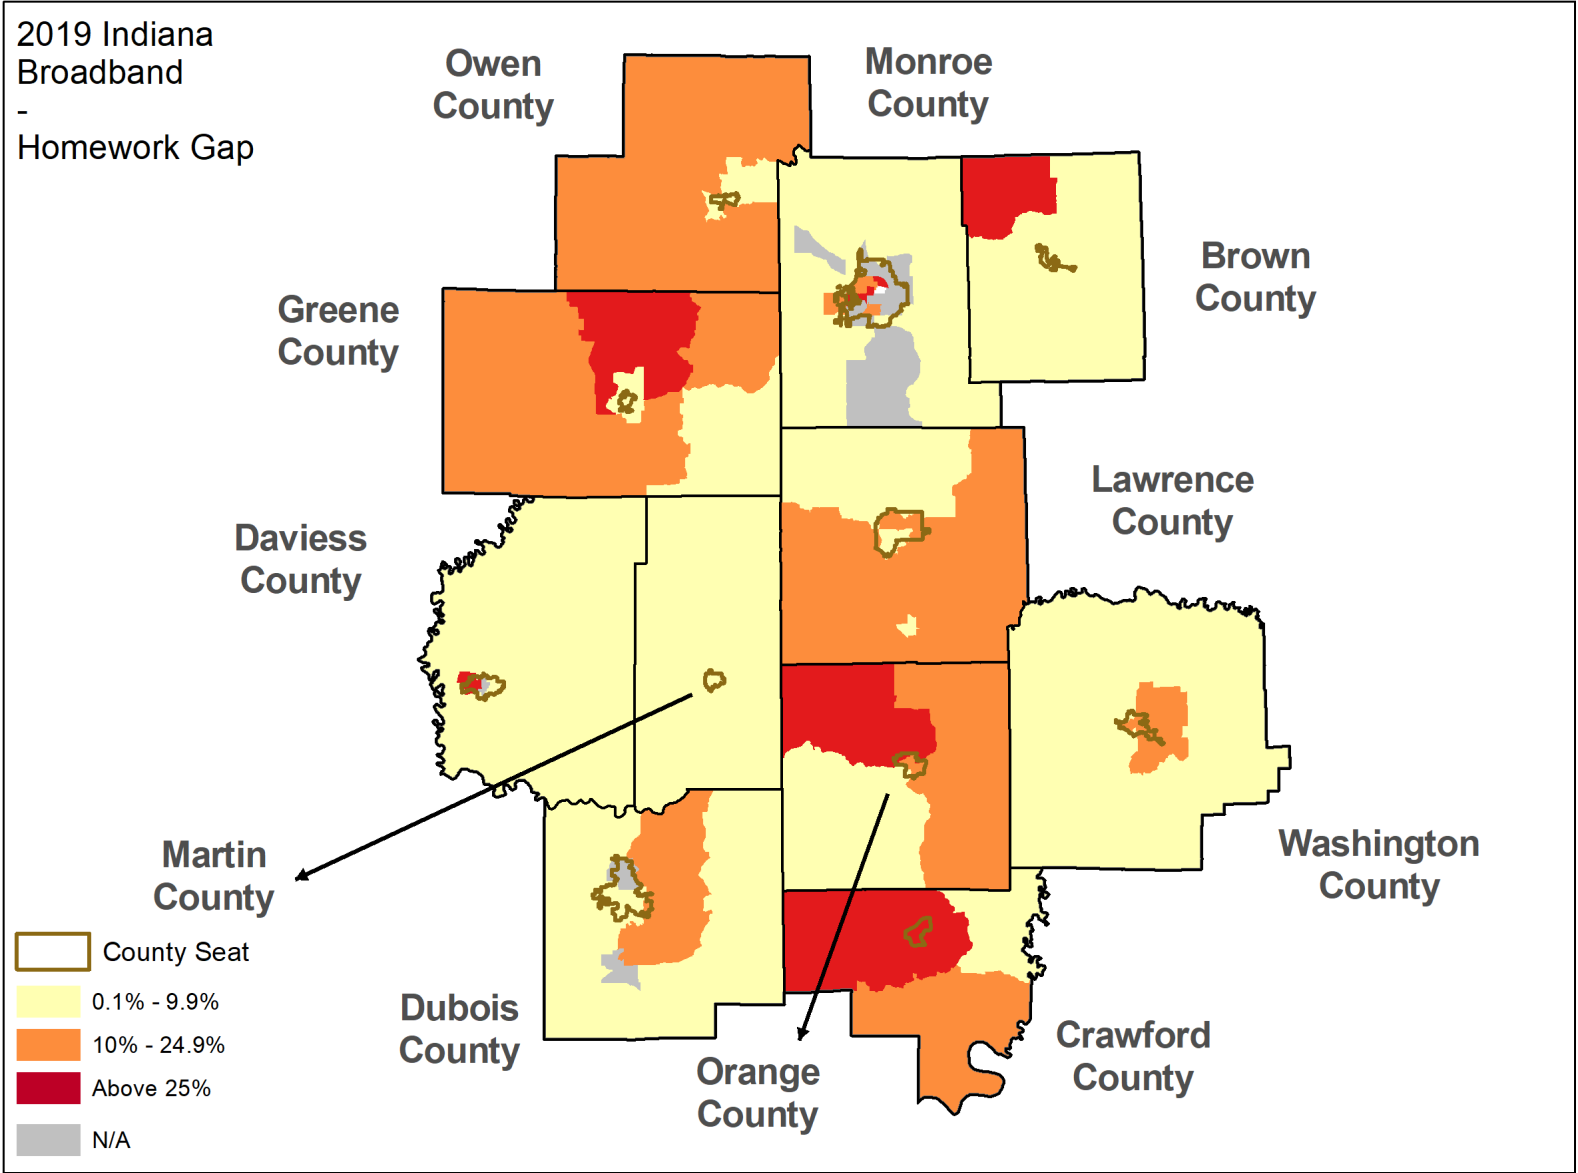 2019 Indiana
Broadband
-
Homework Gap
Owen
County
Monroe
County
Brown
County
Greene
County
Lawrence
County
Daviess
County
Martin
County
Washington
County
Dubois
County
Orange
County
Crawford
County
County Seat
0.1% - 9.9%
10% - 24.9%
Above 25%
N/A